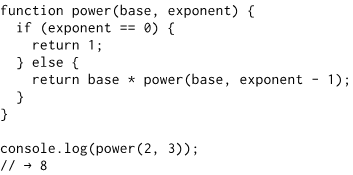 function power(base, exponent) {
  if (exponent == 0) {
    return 1;
  } else {
    return base * power(base, exponent - 1);
  }
}

console.log(power(2, 3));
// → 8